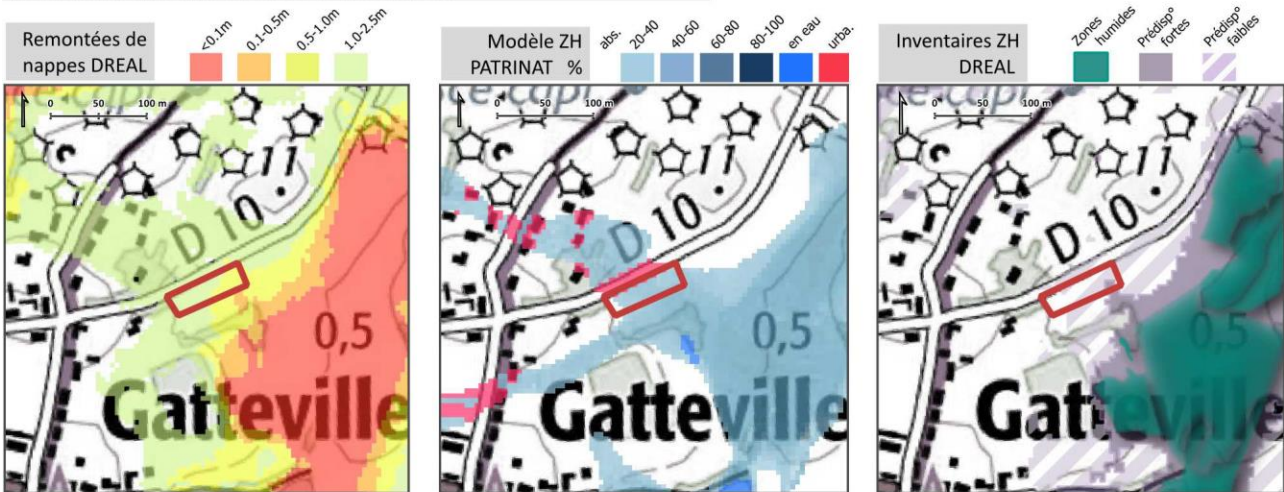 Remontées de
nappes DREAL
<0.1m
0.1-0.5m
0.5-1.0m
1.0-2.5m
0 50 100 m
11
D 10
0,5
Gatteville
Modèle ZH
PATRINAT %
abs.
20-40
40-60
60-80
80-100
en eau
urba.
0 50 100 m
11
D 10
0,5
Gatteville
Inventaires ZH
DREAL
Zones
humides
Prédisp°
fortes
Prédisp°
faibles
0 50 100 m
11
D 10
0,5
Gatteville